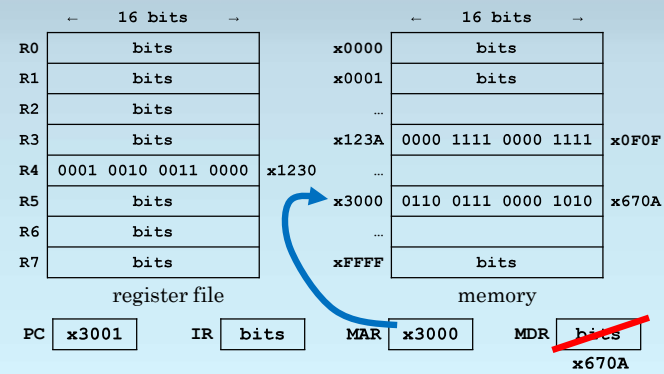 ← 16 bits → ← 16 bits →
R0 bits x0000 bits
R1 bits x0001 bits
R2 bits …
R3 bits x123A 0000 1111 0000 1111 x0F0F
R4 0001 0010 0011 0000 x1230 …
R5 bits x3000 0110 0111 0000 1010 x670A
R6 bits …
R7 bits xFFFF bits
register file memory
PC x3001 IR bits MAR x3000 MDR bits
x670A